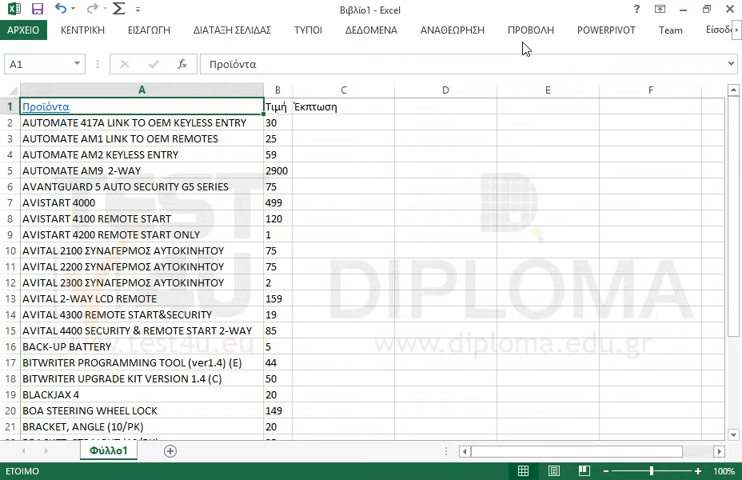 Βιβλίο1 - Excel
ΑΡΧΕΙΟ ΚΕΝΤΡΙΚΗ ΕΙΣΑΓΩΓΗ ΔΙΑΤΑΞΗ ΣΕΛΙΔΑΣ ΤΥΠΟΙ ΔΕΔΟΜΕΝΑ ΑΝΑΘΕΩΡΗΣΗ ΠΡΟΒΟΛΗ POWERPIVOT Team Είσοδ
A1 fx Προϊόντα
A B C D E F
1 Προϊόντα Τιμή Έκπτωση
2 AUTOMATE 417A LINK TO OEM KEYLESS ENTRY 30
3 AUTOMATE AM1 LINK TO OEM REMOTES 25
4 AUTOMATE AM2 KEYLESS ENTRY 59
5 AUTOMATE AM9 2-WAY 2900
6 AVANTGUARD 5 AUTO SECURITY G5 SERIES 75
7 AVISTART 4000 499
8 AVISTART 4100 REMOTE START 120
9 AVISTART 4200 REMOTE START ONLY 1
10 AVITAL 2100 ΣΥΝΑΓΕΡΜΟΣ ΑΥΤΟΚΙΝΗΤΟΥ 75
11 AVITAL 2200 ΣΥΝΑΓΕΡΜΟΣ ΑΥΤΟΚΙΝΗΤΟΥ 75
12 AVITAL 2300 ΣΥΝΑΓΕΡΜΟΣ ΑΥΤΟΚΙΝΗΤΟΥ 2
13 AVITAL 2-WAY LCD REMOTE 159
14 AVITAL 4300 REMOTE START&SECURITY 19
15 AVITAL 4400 SECURITY & REMOTE START 2-WAY 85
16 BACK-UP BATTERY 5
17 BITWRITER PROGRAMMING TOOL (ver1.4) (E) 44
18 BITWRITER UPGRADE KIT VERSION 1.4 (C) 50
19 BLACKJAX 4 20
20 BOA STEERING WHEEL LOCK 149
21 BRACKET, ANGLE (10/PK) 20
DIPLOMA
www.test4u.eu www.diploma.edu.gr
Φύλλο1
ΕΤΟΙΜΟ 100%